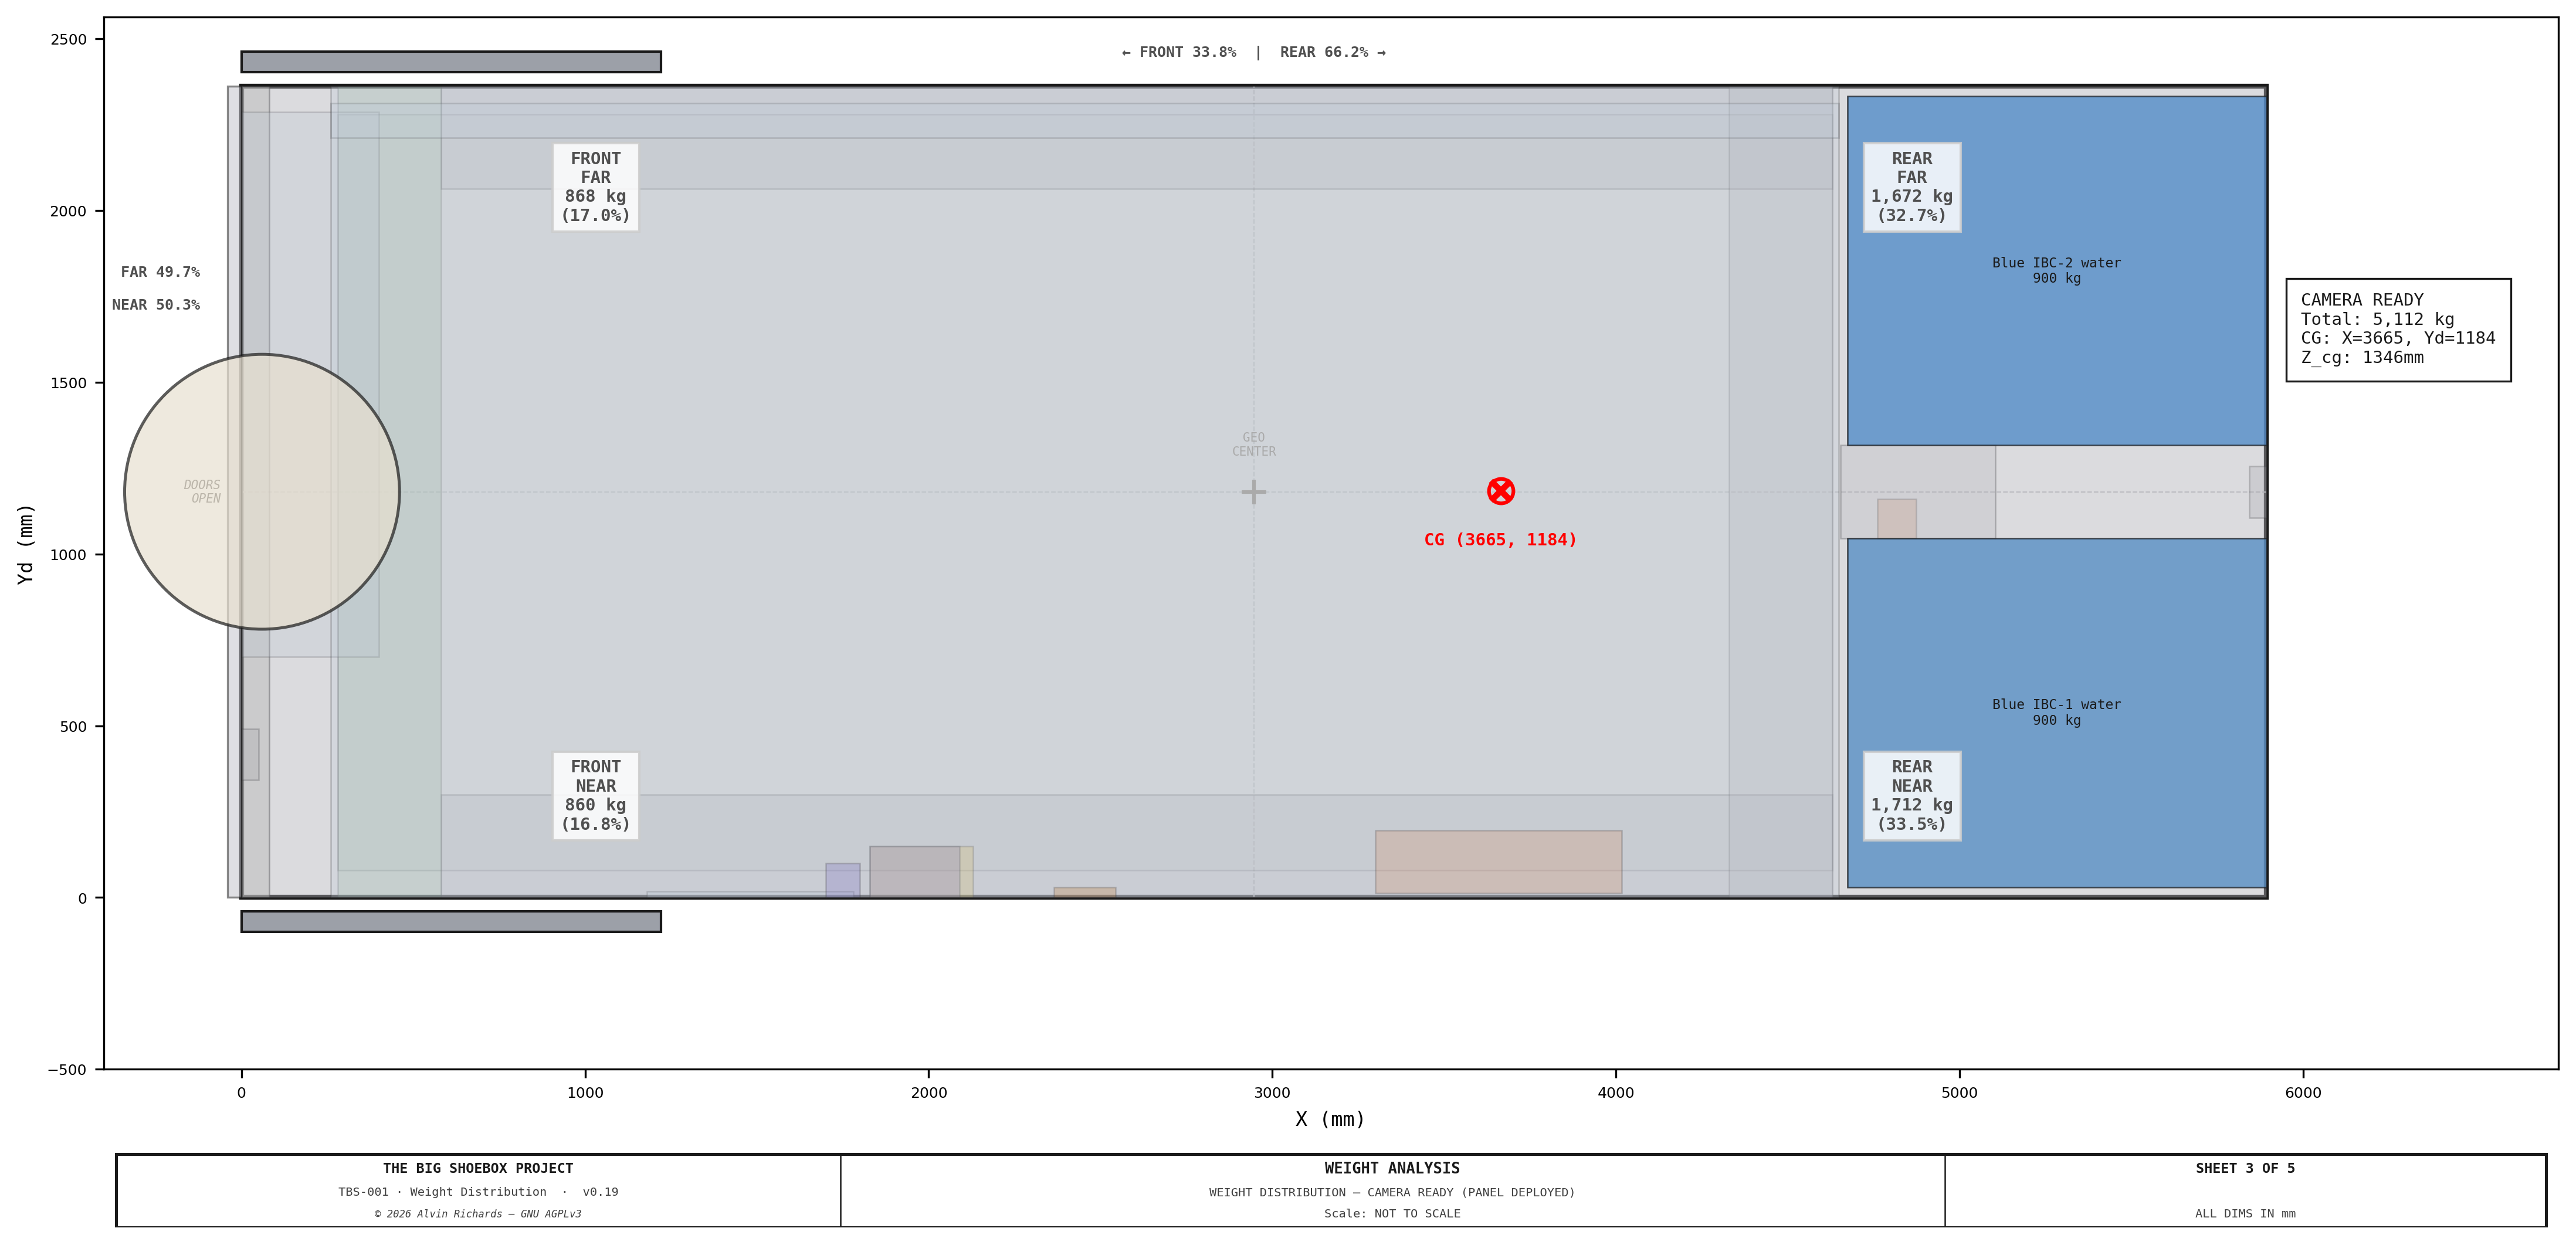 ← FRONT 33.8%  |  REAR 66.2% →
2500
2000
1500
1000
500
0
−500
Yd (mm)
FRONT
FAR
868 kg
(17.0%)
REAR
FAR
1,672 kg
(32.7%)
FAR 49.7%
NEAR 50.3%
Blue IBC-2 water
900 kg
CAMERA READY
Total: 5,112 kg
CG: X=3665, Yd=1184
Z_cg: 1346mm
GEO
CENTER
DOORS
OPEN
CG (3665, 1184)
Blue IBC-1 water
900 kg
FRONT
NEAR
860 kg
(16.8%)
REAR
NEAR
1,712 kg
(33.5%)
0
1000
2000
3000
4000
5000
6000
X (mm)
THE BIG SHOEBOX PROJECT
TBS-001 · Weight Distribution  ·  v0.19
© 2026 Alvin Richards — GNU AGPLv3
WEIGHT ANALYSIS
WEIGHT DISTRIBUTION — CAMERA READY (PANEL DEPLOYED)
Scale: NOT TO SCALE
SHEET 3 OF 5
ALL DIMS IN mm